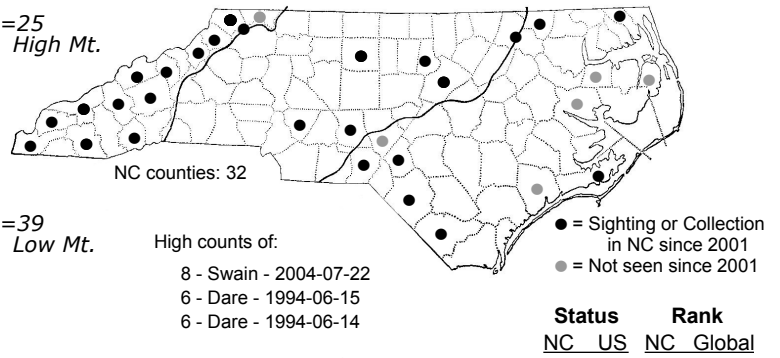 =25
High Mt.
NC counties: 32
=39
Low Mt.
High counts of:
8 - Swain - 2004-07-22
6 - Dare - 1994-06-15
6 - Dare - 1994-06-14
= Sighting or Collection
in NC since 2001
= Not seen since 2001
Status Rank
NC US NC Global